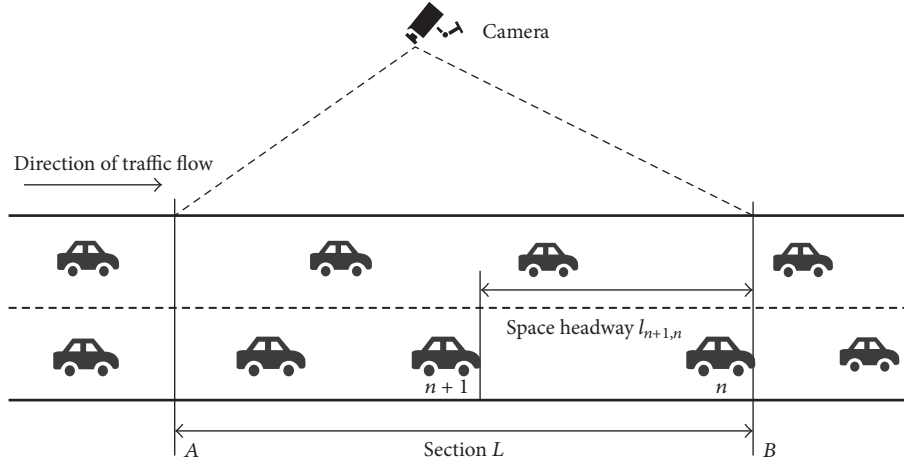 Camera
Direction of traffic flow
Space headway l_{n+1,n}
n + 1
n
A
Section L
B